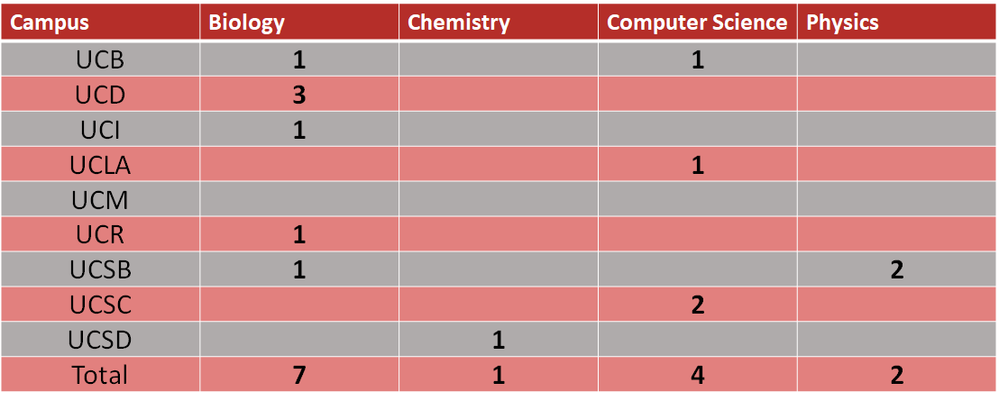 Campus Biology Chemistry Computer Science Physics
UCB 1 1
UCD 3
UCI 1
UCLA 1
UCM
UCR 1
UCSB 1 2
UCSC 2
UCSD 1
Total 7 1 4 2